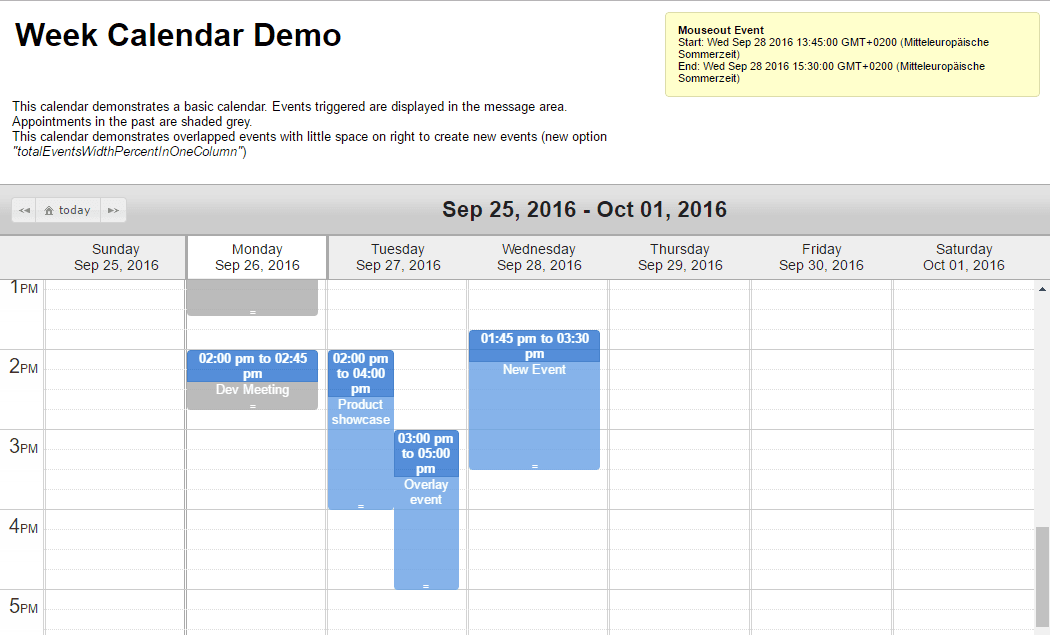 Week Calendar Demo
Mouseout Event
Start: Wed Sep 28 2016 13:45:00 GMT+0200 (Mitteleuropäische
Sommerzeit)
End: Wed Sep 28 2016 15:30:00 GMT+0200 (Mitteleuropäische
Sommerzeit)
This calendar demonstrates a basic calendar. Events triggered are displayed in the message area.
Appointments in the past are shaded grey.
This calendar demonstrates overlapped events with little space on right to create new events (new option
"totalEventsWidthPercentInOneColumn")
today
Sep 25, 2016 - Oct 01, 2016
Sunday
Sep 25, 2016
Monday
Sep 26, 2016
Tuesday
Sep 27, 2016
Wednesday
Sep 28, 2016
Thursday
Sep 29, 2016
Friday
Sep 30, 2016
Saturday
Oct 01, 2016
1PM
2PM
3PM
4PM
5PM
02:00 pm to 02:45
pm
Dev Meeting
02:00 pm
to 04:00
pm
Product
showcase
03:00 pm
to 05:00
pm
Overlay
event
01:45 pm to 03:30
pm
New Event